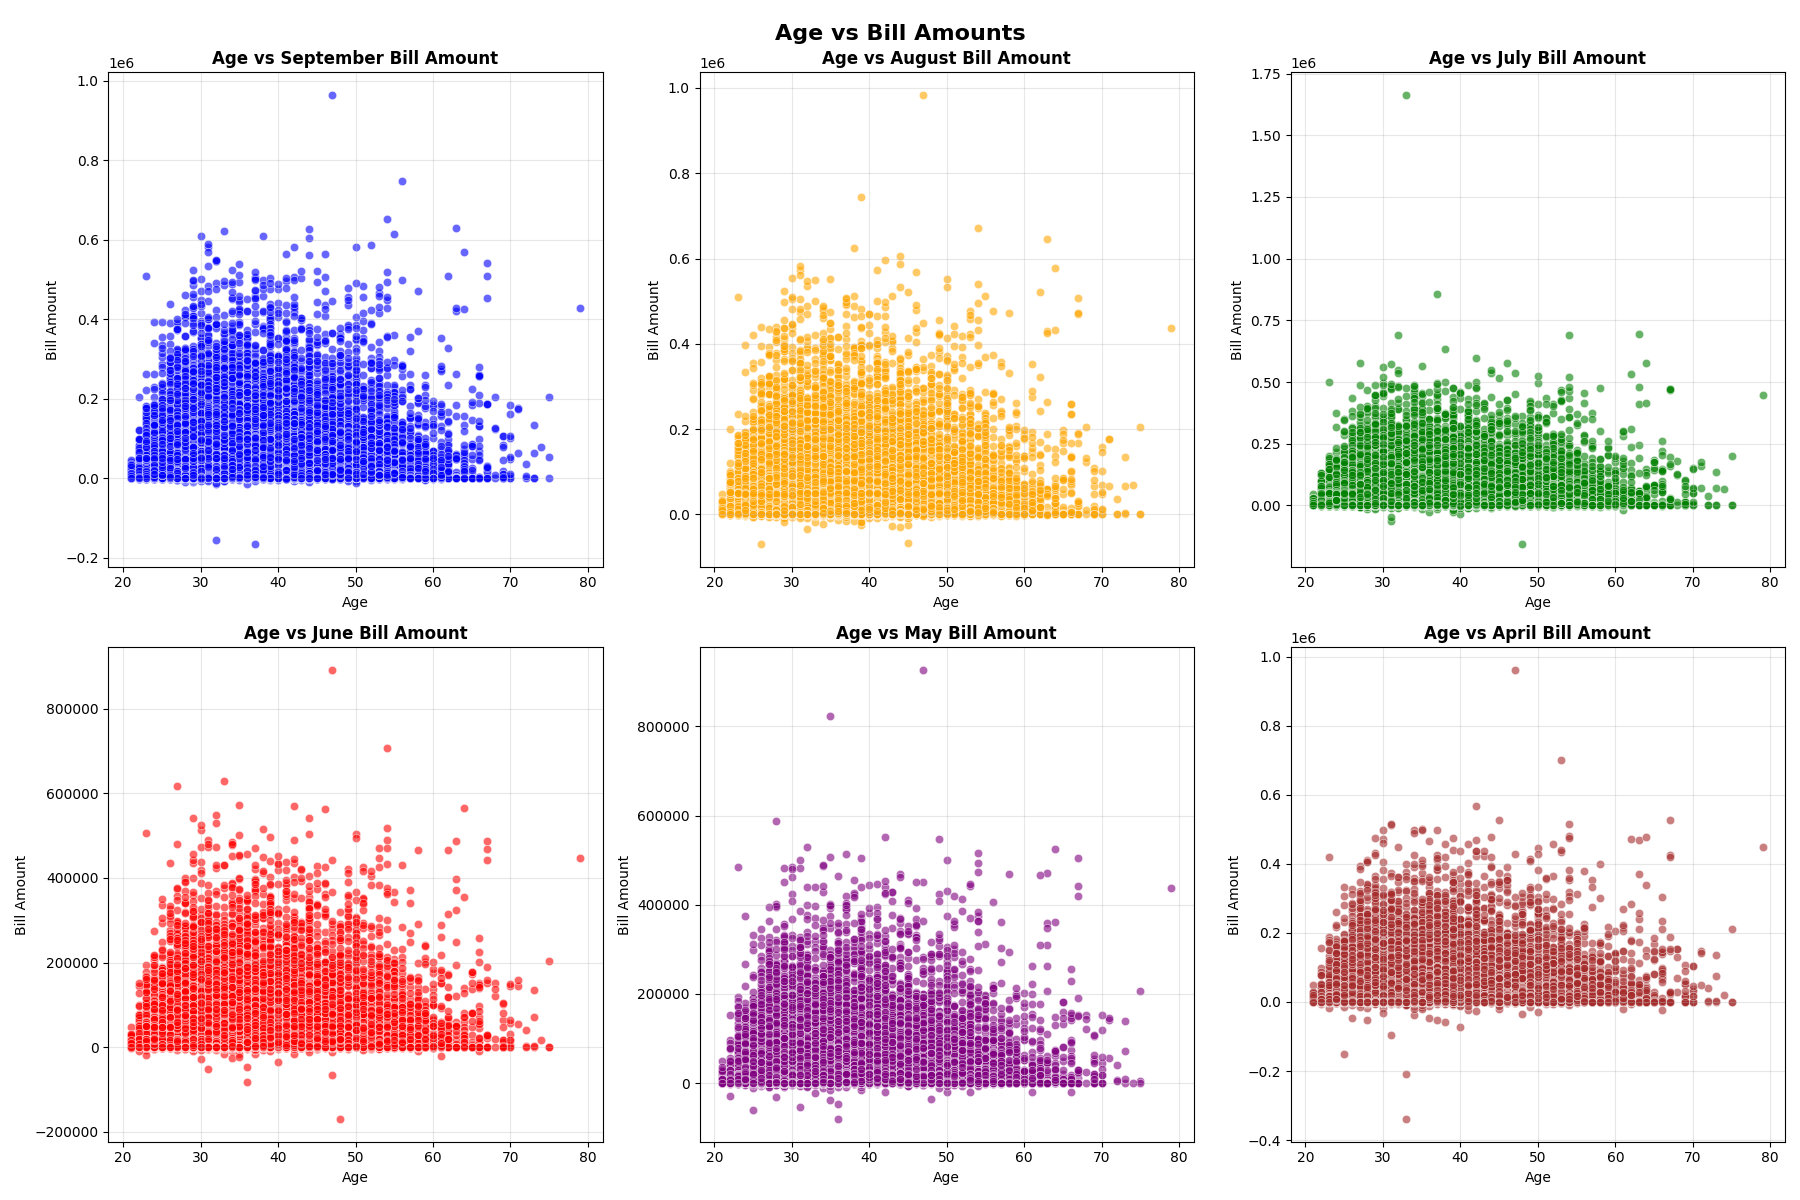 Age vs Bill Amounts
Age vs September Bill Amount
1e6
1.0
0.8
0.6
0.4
0.2
0.0
−0.2
Bill Amount
20 30 40 50 60 70 80
Age
Age vs August Bill Amount
1e6
1.0
0.8
0.6
0.4
0.2
0.0
Bill Amount
20 30 40 50 60 70 80
Age
Age vs July Bill Amount
1e6
1.75
1.50
1.25
1.00
0.75
0.50
0.25
0.00
Bill Amount
20 30 40 50 60 70 80
Age
Age vs June Bill Amount
800000
600000
400000
200000
0
−200000
Bill Amount
20 30 40 50 60 70 80
Age
Age vs May Bill Amount
800000
600000
400000
200000
0
Bill Amount
20 30 40 50 60 70 80
Age
Age vs April Bill Amount
1e6
1.0
0.8
0.6
0.4
0.2
0.0
−0.2
−0.4
Bill Amount
20 30 40 50 60 70 80
Age